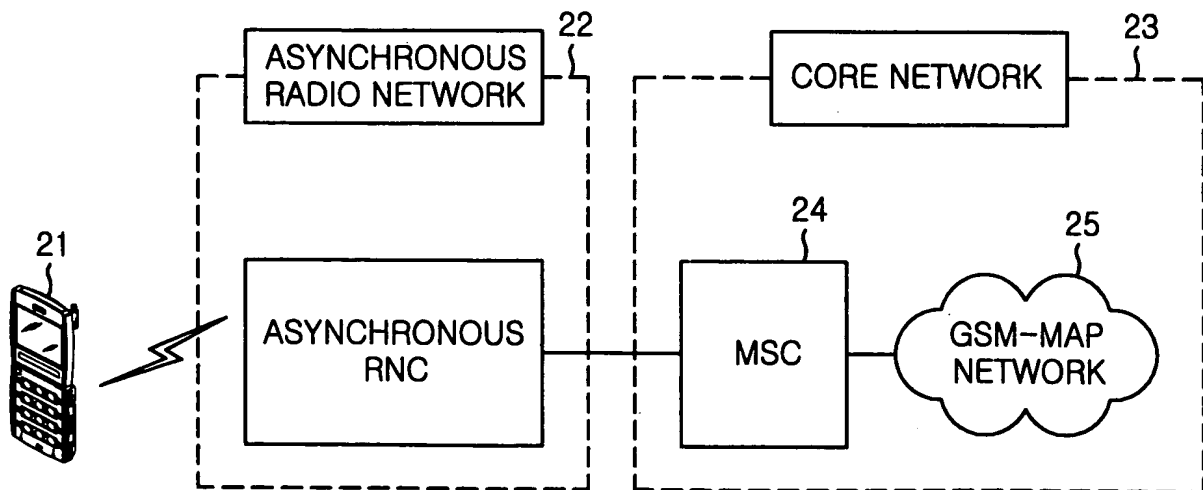 22
23
ASYNCHRONOUS
RADIO NETWORK
CORE NETWORK
21
24
25
ASYNCHRONOUS
RNC
MSC
GSM-MAP
NETWORK